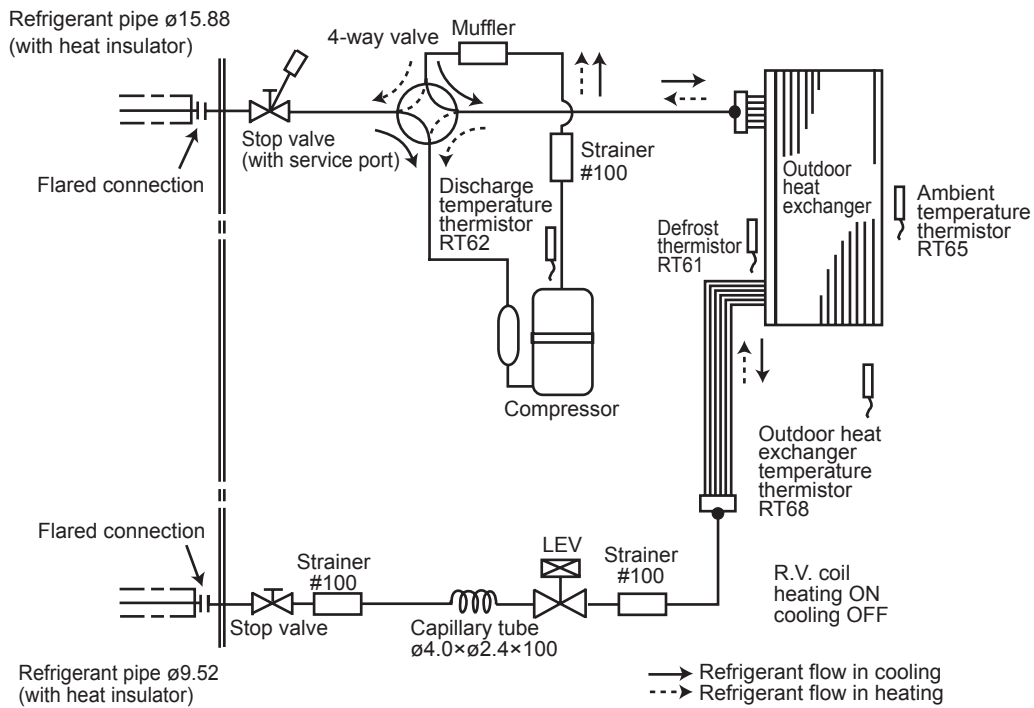 Refrigerant pipe ø15.88
(with heat insulator)
4-way valve
Muffler
Stop valve
(with service port)
Flared connection
Strainer
#100
Discharge
temperature
thermistor
RT62
Outdoor
heat
exchanger
Ambient
temperature
thermistor
RT65
Defrost
thermistor
RT61
Compressor
Outdoor heat
exchanger
temperature
thermistor
RT68
Flared connection
Strainer
#100
LEV
Strainer
#100
R.V. coil
heating ON
cooling OFF
Stop valve
Capillary tube
ø4.0×ø2.4×100
Refrigerant pipe ø9.52
(with heat insulator)
Refrigerant flow in cooling
Refrigerant flow in heating